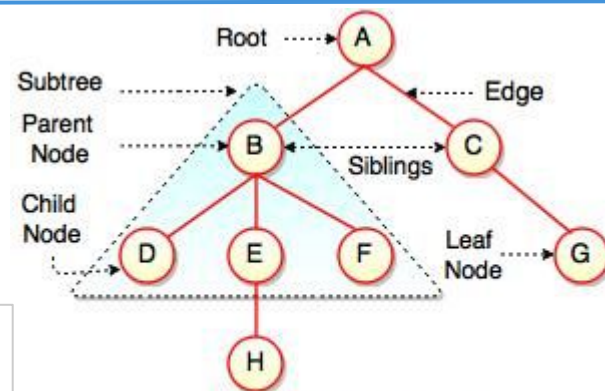 Root
A
Subtree
Edge
Parent
Node
B
Siblings
C
Child
Node
D
E
F
Leaf
Node
G
H